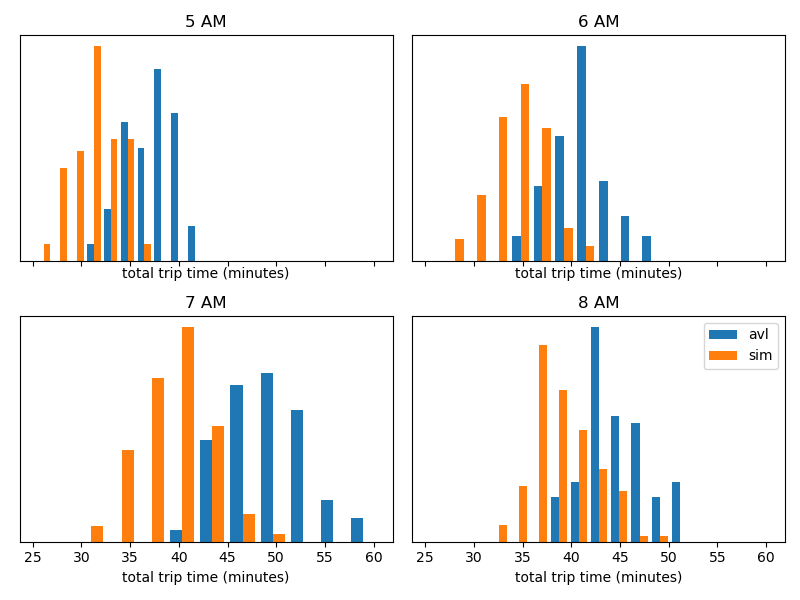 5 AM
6 AM
total trip time (minutes)
total trip time (minutes)
7 AM
8 AM
avl
sim
25 30 35 40 45 50 55 60
25 30 35 40 45 50 55 60
total trip time (minutes)
total trip time (minutes)